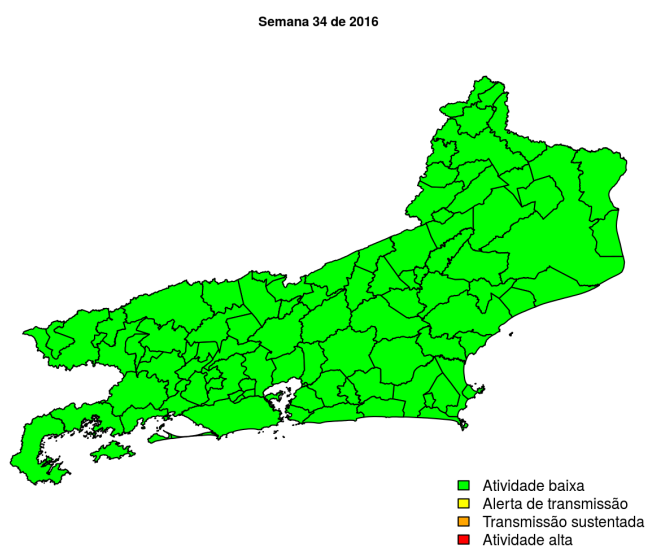 Semana 34 de 2016
Atividade baixa
Alerta de transmissão
Transmissão sustentada
Atividade alta